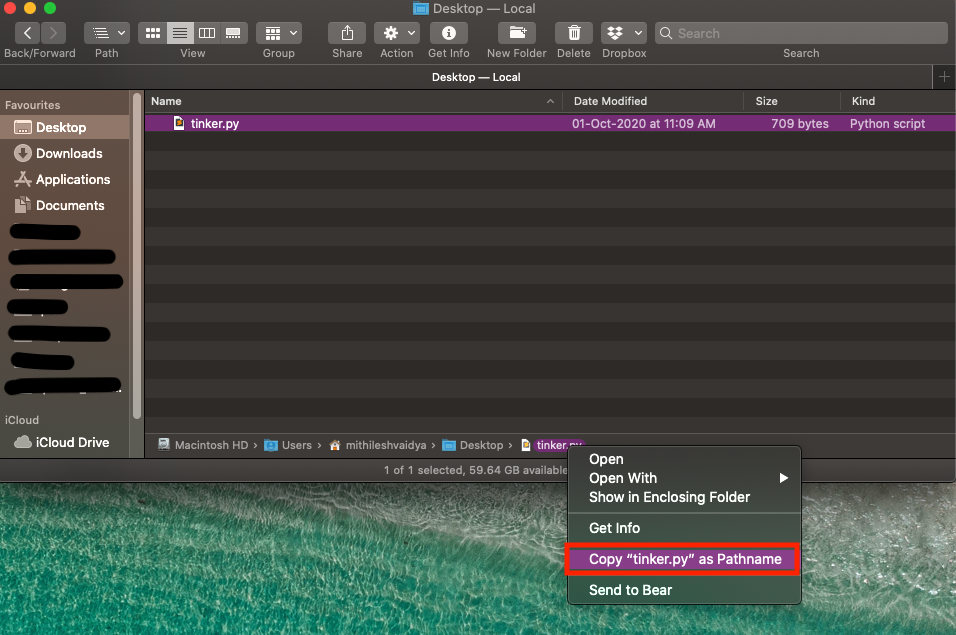 Desktop — Local
Back/Forward
Path
View
Group
Share
Action
Get Info
New Folder
Delete
Dropbox
Search
Search
Desktop — Local
Favourites
Desktop
Downloads
Applications
Documents
iCloud
iCloud Drive
Name Date Modified Size Kind
tinker.py 01-Oct-2020 at 11:09 AM 709 bytes Python script
Macintosh HD › Users › mithileshvaidya › Desktop › tinker.py
1 of 1 selected, 59.64 GB available
Open
Open With
Show in Enclosing Folder
Get Info
Copy “tinker.py” as Pathname
Send to Bear